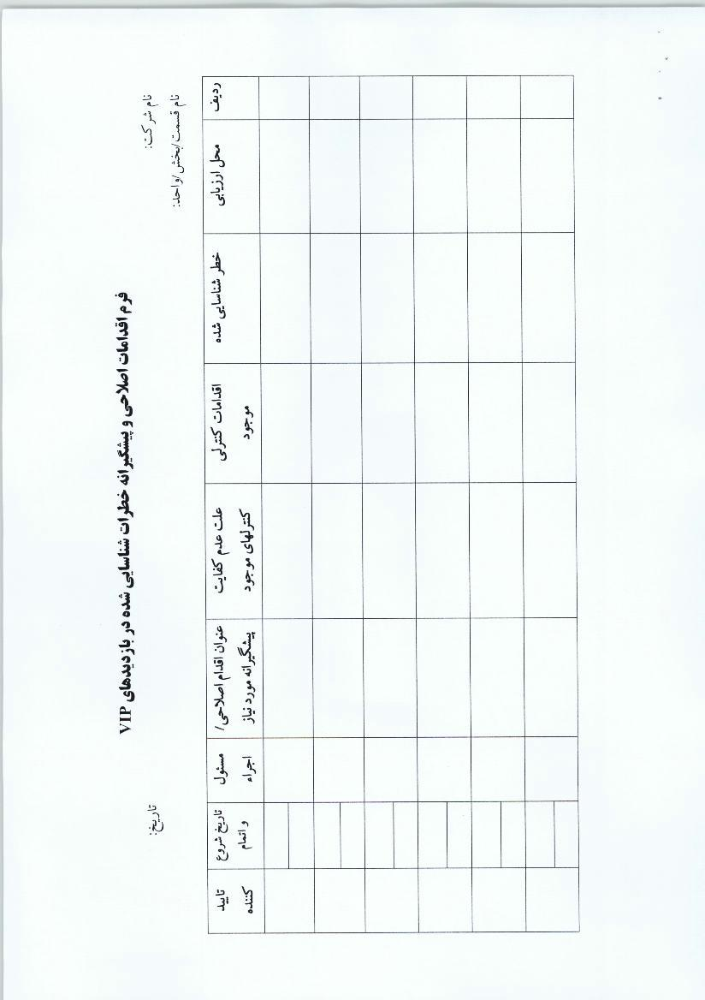 فرم اقدامات اصلاحی و پیشگیرانه خطرات شناسایی شده در بازدیدهای VIP
نام شرکت:
تاریخ:
نام قسمت/بخش/واحد:
ردیف
محل ارزیابی
خطر شناسایی شده
اقدامات کنترلی
موجود
علت عدم کفایت
کنترلهای موجود
عنوان اقدام اصلاحی/
پیشگیرانه مورد نیاز
مسئول
اجراء
تاریخ شروع
و اتمام
تایید
کننده